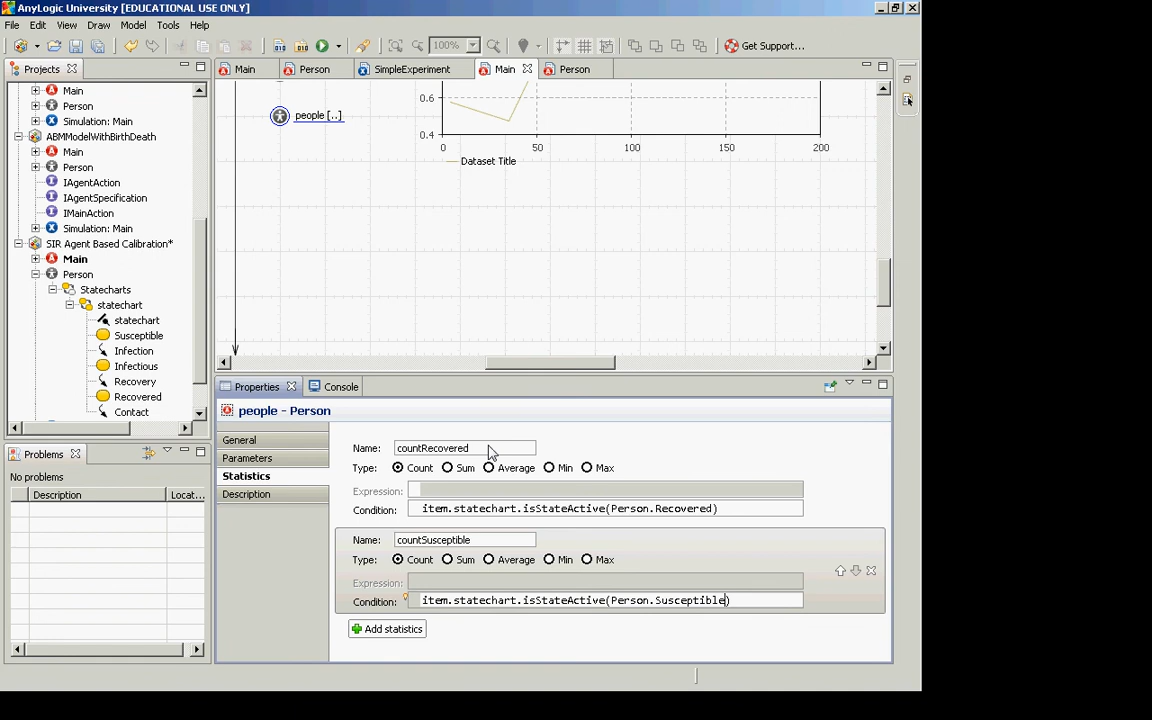 AnyLogic University [EDUCATIONAL USE ONLY]
File Edit View Draw Model Tools Help
100% Get Support...
Projects
Main
Person
Simulation: Main
ABMModelWithBirthDeath
Main
Person
IAgentAction
IAgentSpecification
IMainAction
Simulation: Main
SIR Agent Based Calibration*
Main
Person
Statecharts
statechart
statechart
Susceptible
Infection
Infectious
Recovery
Recovered
Contact
Problems
No problems
Description Locat...
Main Person SimpleExperiment Main Person
people [..]
0.6
0.4
0 50 100 150 200
Dataset Title
Properties Console
people - Person
General
Parameters
Statistics
Description
Name: countRecovered
Type: Count Sum Average Min Max
Expression:
Condition: item.statechart.isStateActive(Person.Recovered)
Name: countSusceptible
Type: Count Sum Average Min Max
Expression:
Condition: item.statechart.isStateActive(Person.Susceptible)
Add statistics